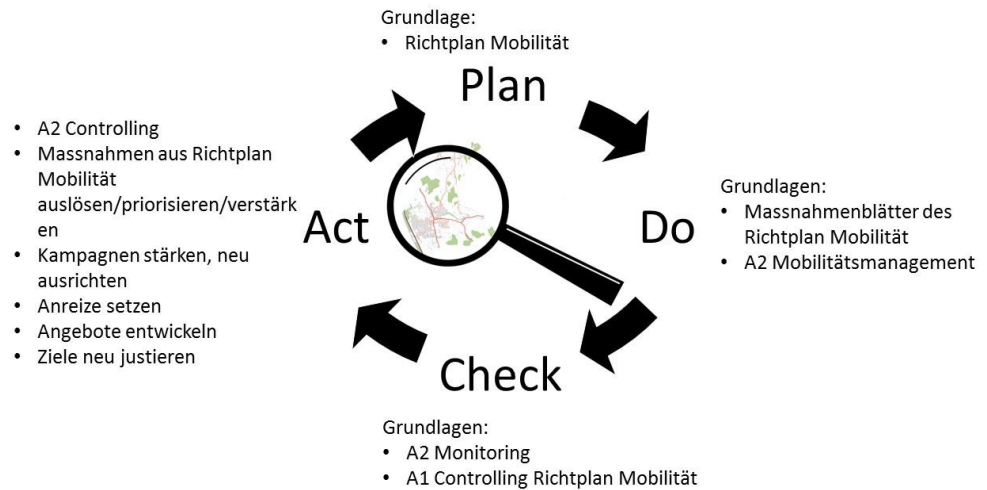 Grundlage:
• Richtplan Mobilität
Plan
Grundlagen:
• Massnahmenblätter des
Richtplan Mobilität
• A2 Mobilitätsmanagement
Do
Check
Grundlagen:
• A2 Monitoring
• A1 Controlling Richtplan Mobilität
Act
• A2 Controlling
• Massnahmen aus Richtplan
Mobilität
auslösen/priorisieren/verstärk
en
• Kampagnen stärken, neu
ausrichten
• Anreize setzen
• Angebote entwickeln
• Ziele neu justieren